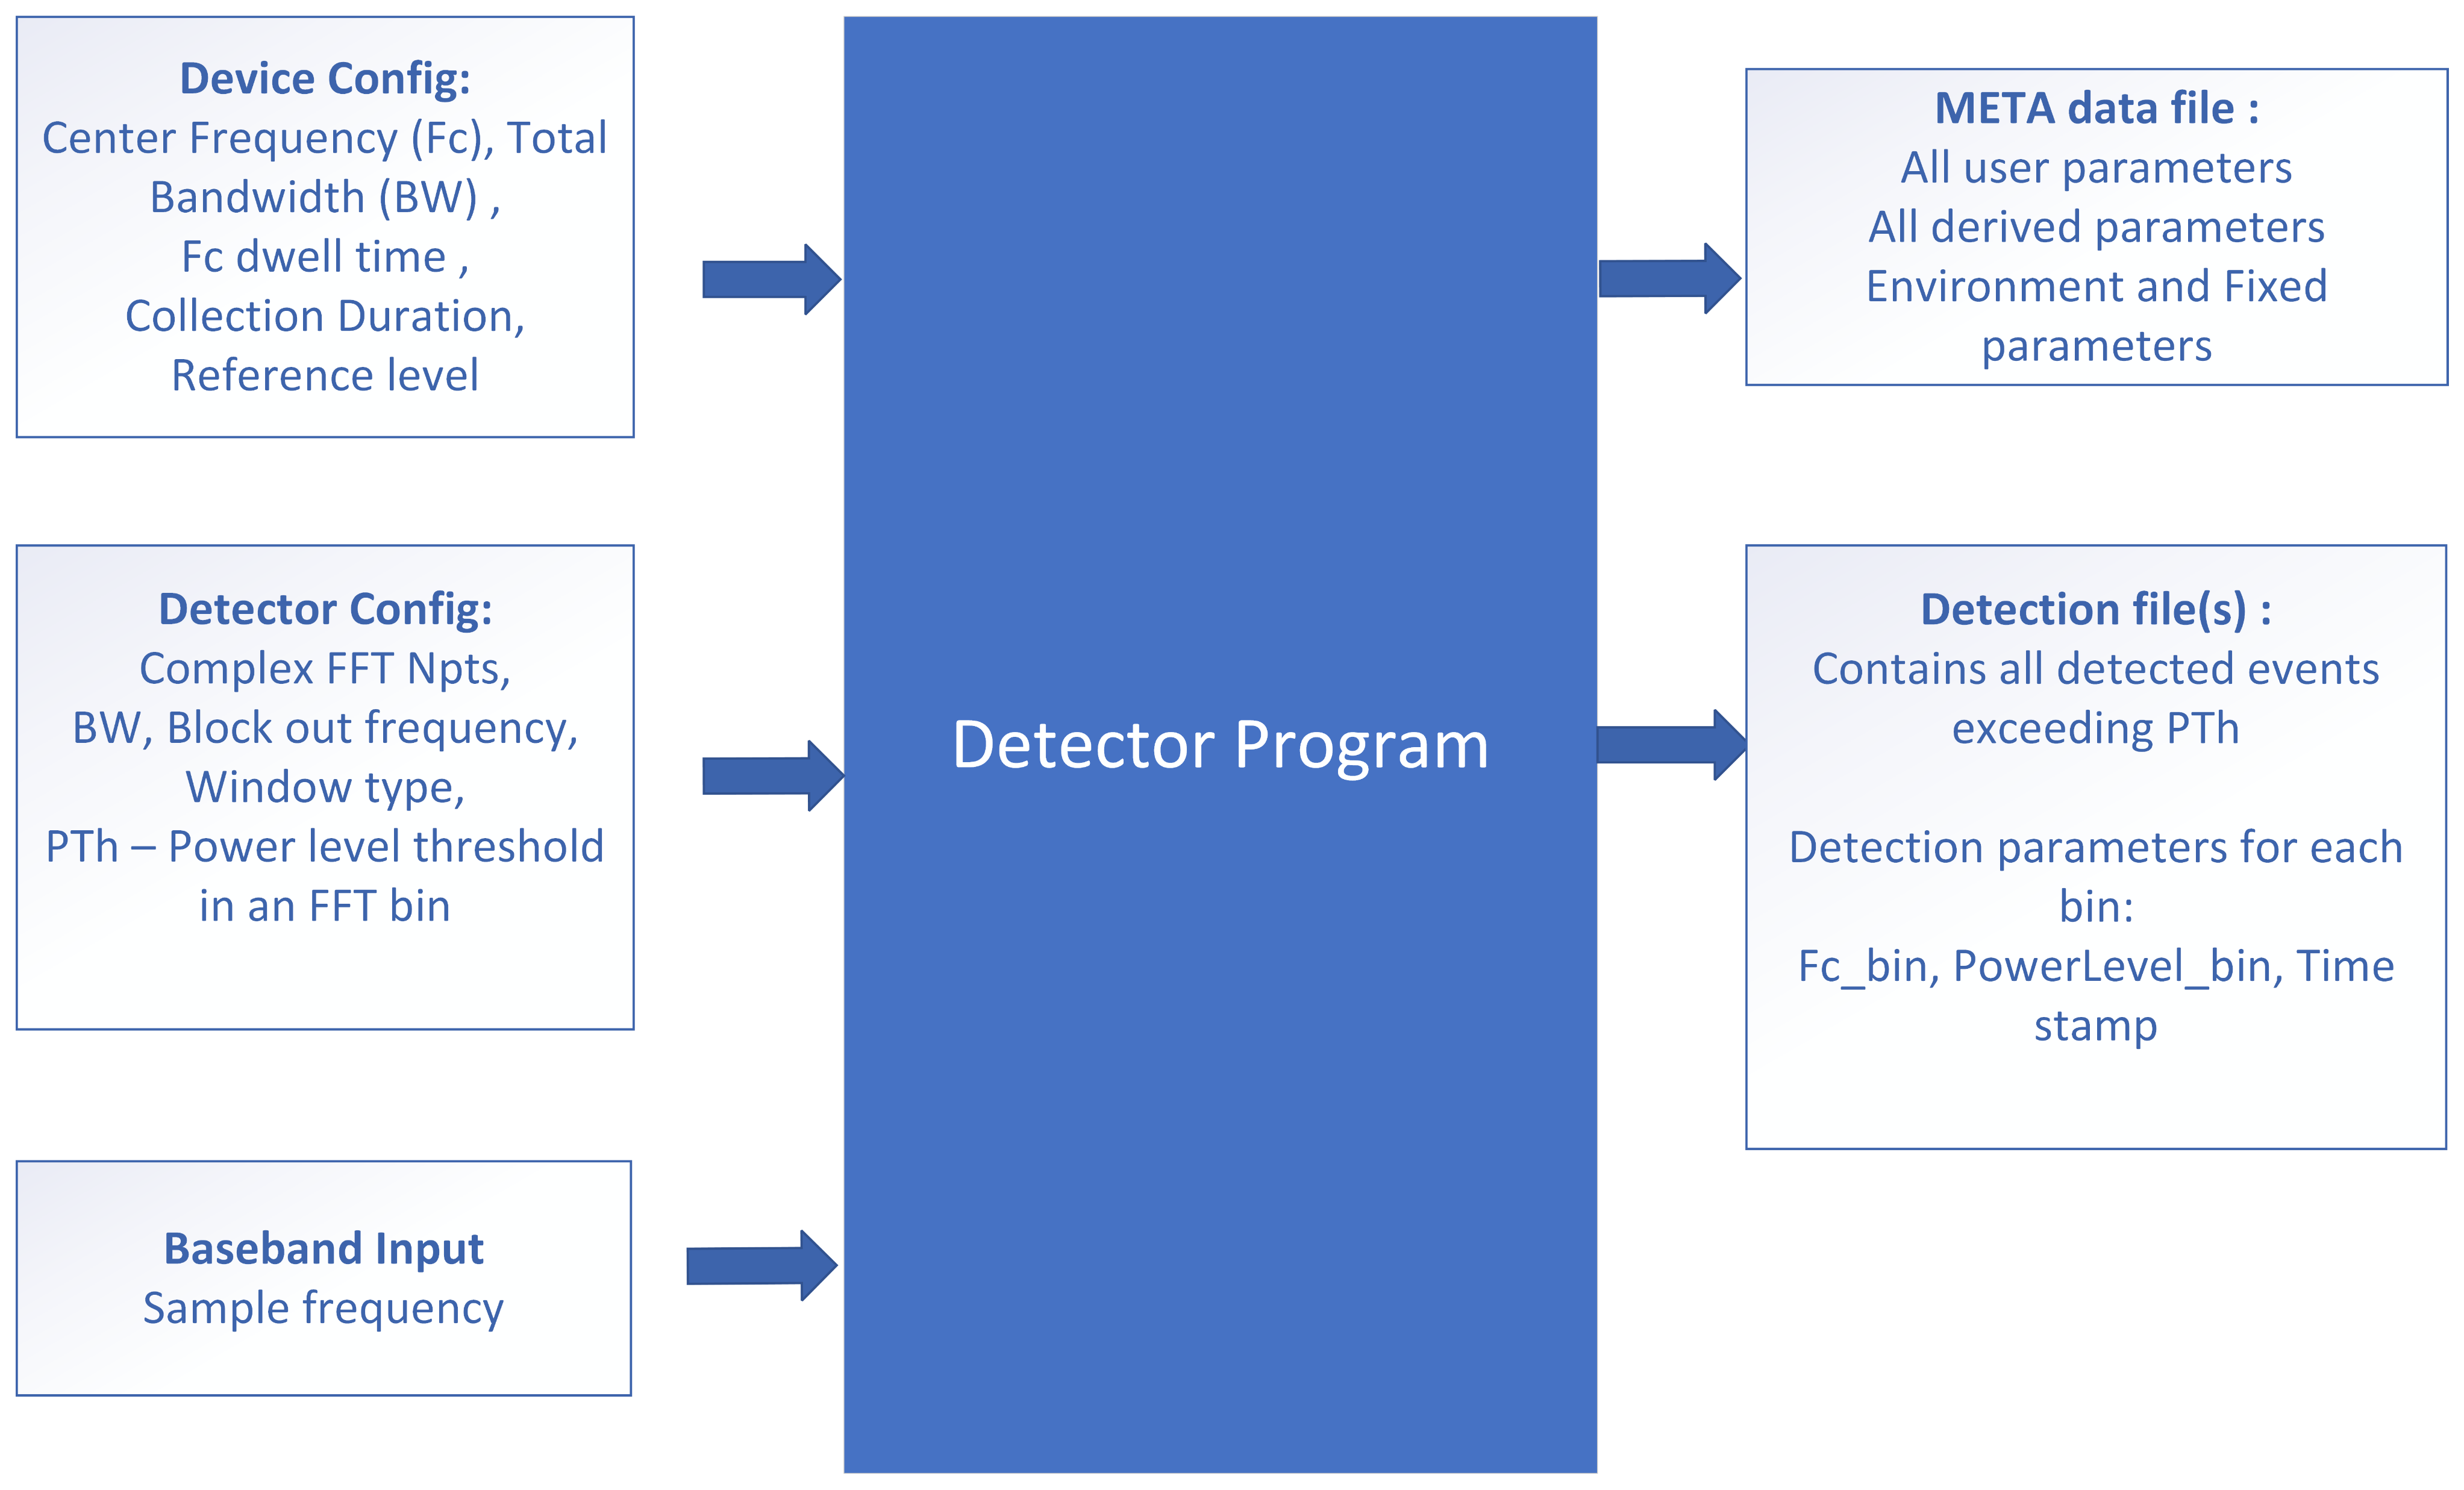 Device Config:
Center Frequency (Fc), Total
Bandwidth (BW) ,
Fc dwell time ,
Collection Duration,
Reference level
Detector Config:
Complex FFT Npts,
BW, Block out frequency,
Window type,
PTh – Power level threshold
in an FFT bin
Baseband Input
Sample frequency
Detector Program
META data file :
All user parameters
All derived parameters
Environment and Fixed
parameters
Detection file(s) :
Contains all detected events
exceeding PTh
Detection parameters for each
bin:
Fc_bin, PowerLevel_bin, Time
stamp